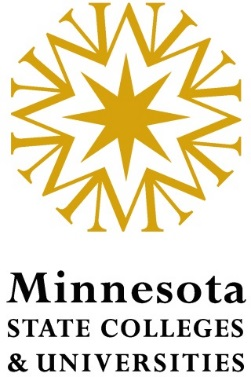 Minnesota
STATE COLLEGES
& UNIVERSITIES